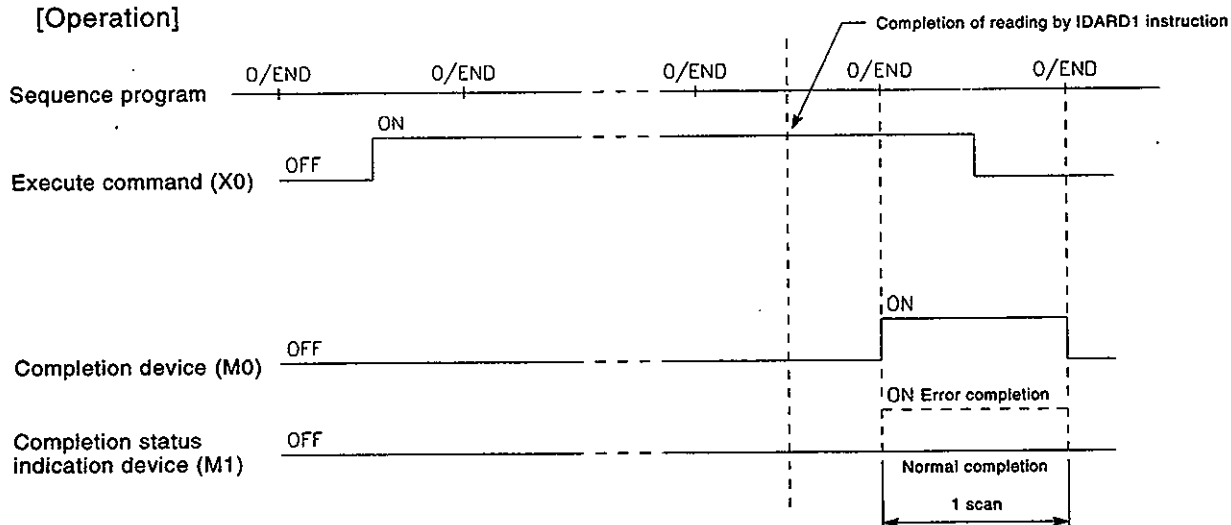 [Operation]
Completion of reading by IDARD1 instruction
0/END 0/END 0/END 0/END 0/END
Sequence program
ON
OFF
Execute command (X0)
ON
OFF
Completion device (M0)
ON Error completion
OFF
Completion status
indication device (M1)
Normal completion
1 scan